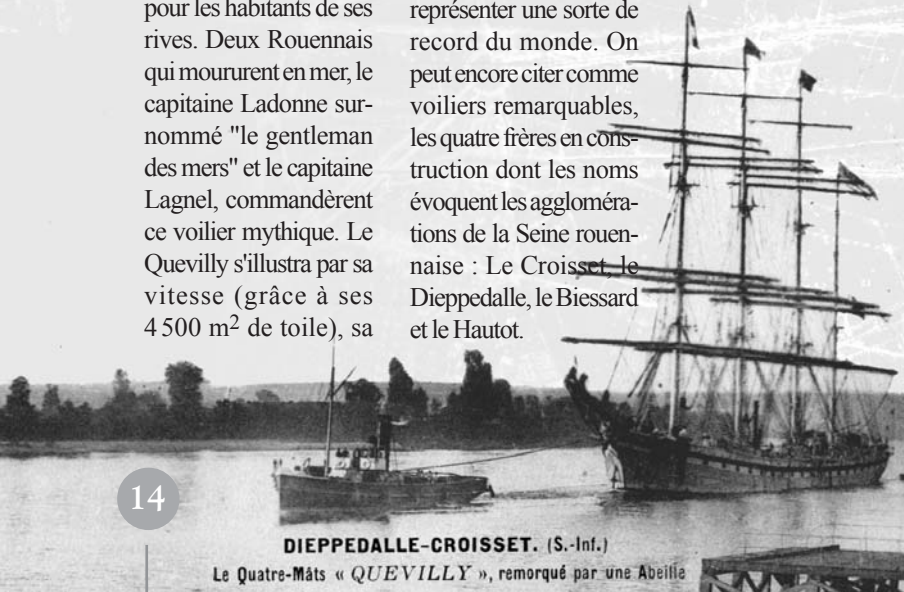 pour les habitants de ses
rives. Deux Rouennais
qui moururent en mer, le
capitaine Ladonne sur-
nommé "le gentleman
des mers" et le capitaine
Lagnel, commandèrent
ce voilier mythique. Le
Quevilly s'illustra par sa
vitesse (grâce à ses
4 500 m² de toile), sa
représenter une sorte de
record du monde. On
peut encore citer comme
voiliers remarquables,
les quatre frères en cons-
truction dont les noms
évoquent les aggloméra-
tions de la Seine rouen-
naise : Le Croisset, le
Dieppedalle, le Biessard
et le Hautot.
14
DIEPPEDALLE-CROISSET. (S.-Inf.)
Le Quatre-Mâts « QUEVILLY », remorqué par une Abeille